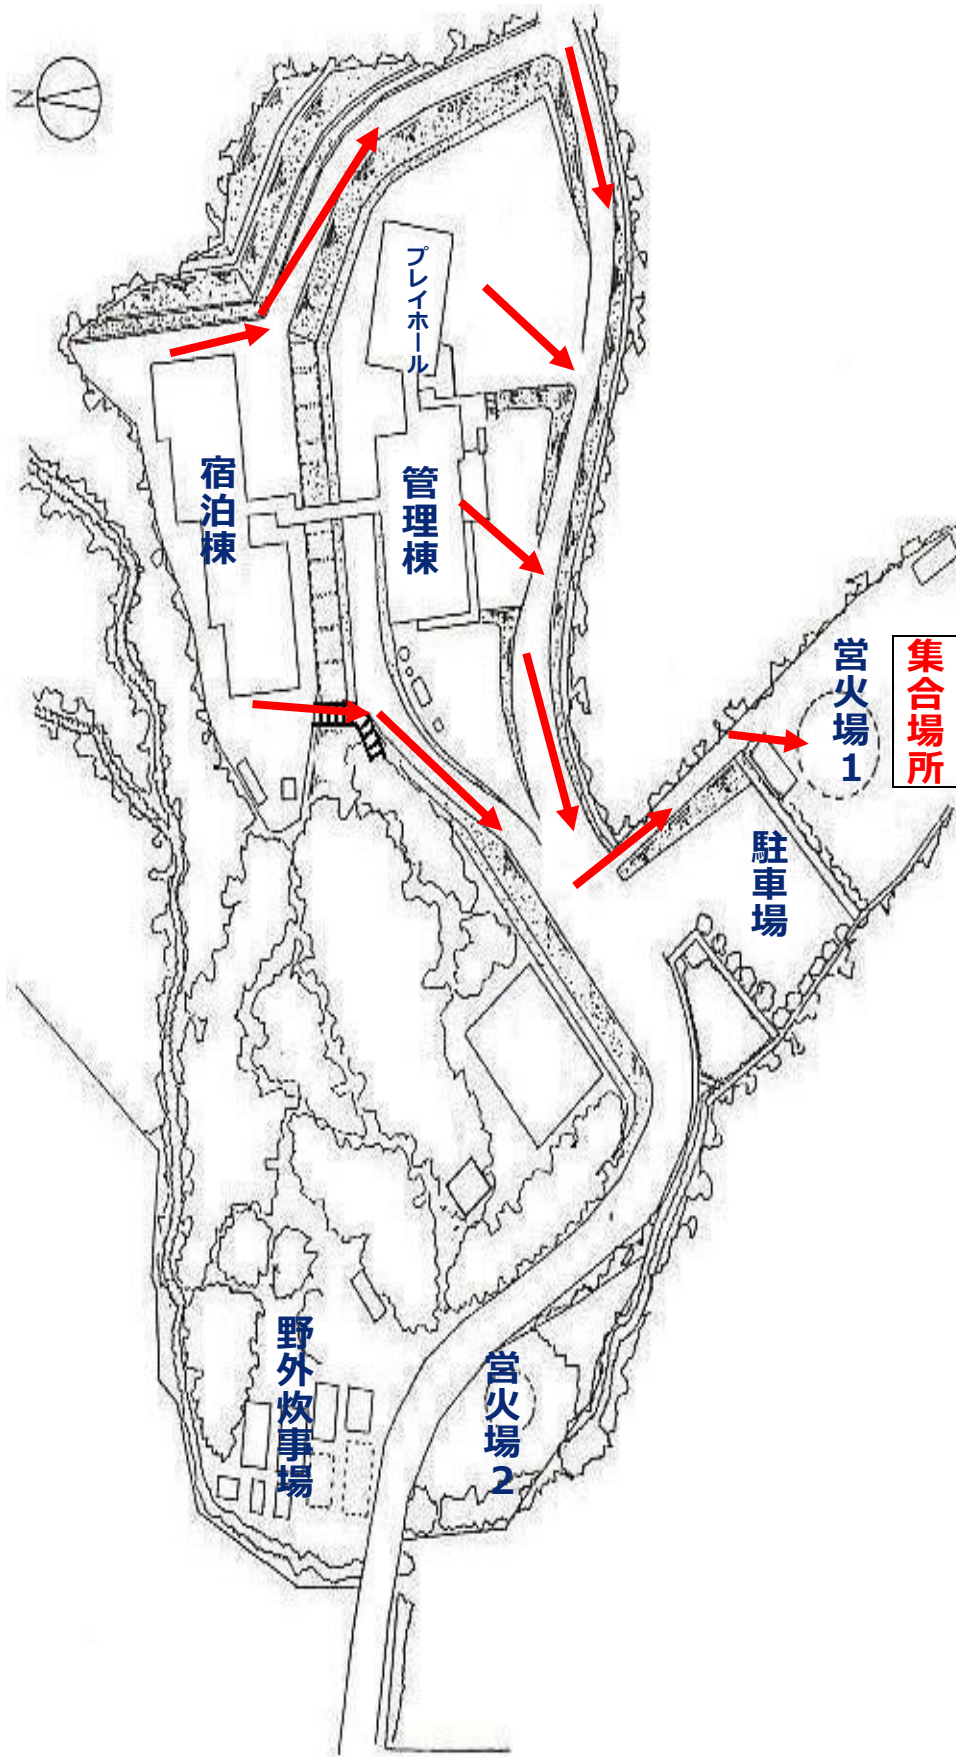 N
プレイホール
宿泊棟
管理棟
営火場1
集合場所
駐車場
野外炊事場
営火場2